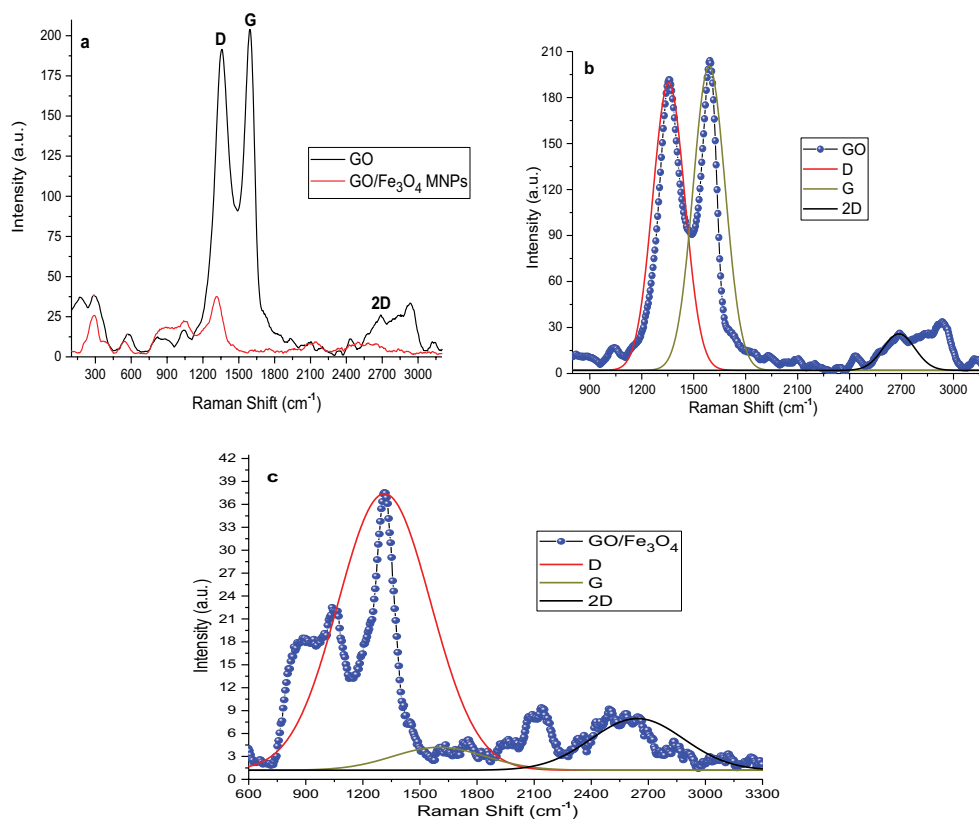 a
D
G
2D
GO
GO/Fe₃O₄ MNPs
Intensity (a.u.)
200
175
150
125
100
75
50
25
0
300 600 900 1200 1500 1800 2100 2400 2700 3000
Raman Shift (cm⁻¹)
b
GO
D
G
2D
Intensity (a.u.)
210
180
150
120
90
60
30
0
900 1200 1500 1800 2100 2400 2700 3000
Raman Shift (cm⁻¹)
c
GO/Fe₃O₄
D
G
2D
Intensity (a.u.)
42
39
36
33
30
27
24
21
18
15
12
9
6
3
0
600 900 1200 1500 1800 2100 2400 2700 3000 3300
Raman Shift (cm⁻¹)